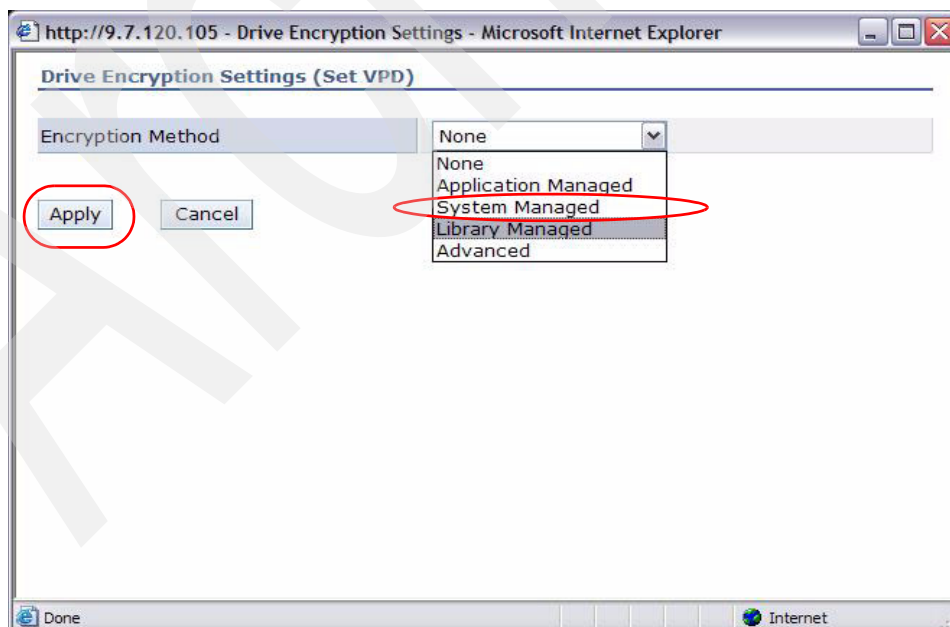 http://9.7.120.105 - Drive Encryption Settings - Microsoft Internet Explorer
Drive Encryption Settings (Set VPD)
Encryption Method
None
None
Application Managed
System Managed
Library Managed
Advanced
Apply
Cancel
Done
Internet